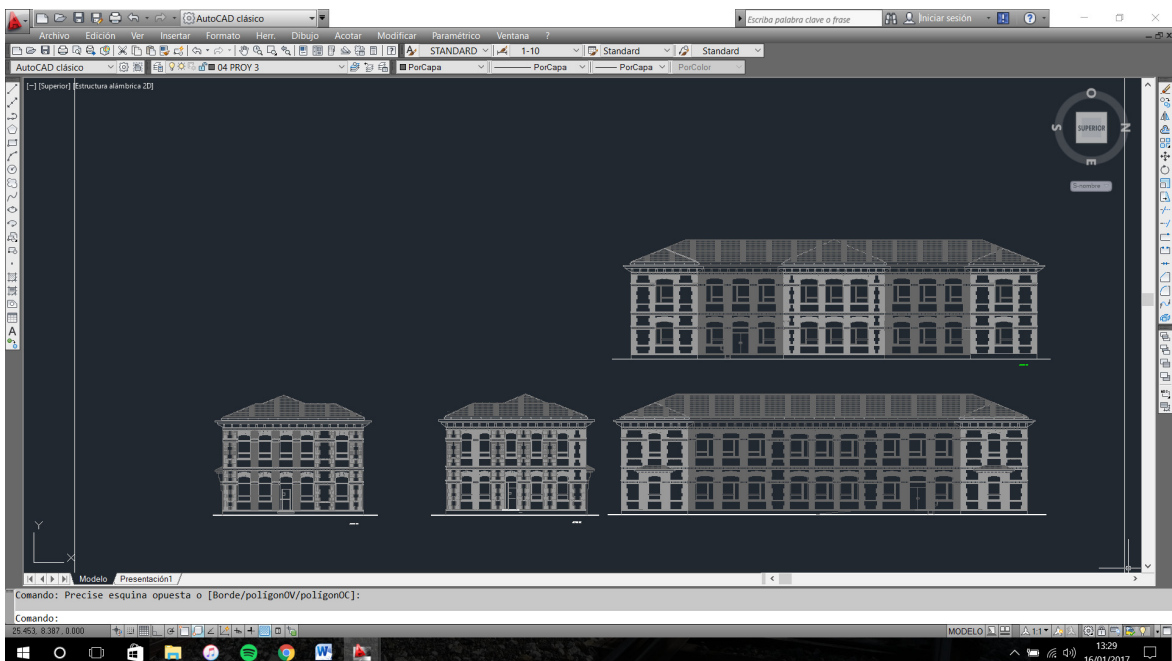 AutoCAD clásico
Escriba palabra clave o frase
Iniciar sesión
Archivo Edición Ver Insertar Formato Herr. Dibujo Acotar Modificar Paramétrico Ventana ?
STANDARD 1-10 Standard Standard
AutoCAD clásico 04 PROY 3 PorCapa PorCapa PorCapa PorColor
[−] [Superior] [Estructura alámbrica 2D]
O
S SUPERIOR N
E
Y
X
Modelo Presentación1
Comando: Precise esquina opuesta o [Borde/polígonOV/polígonOC]:
Comando:
25.453, 8.387, 0.000 MODELO 1:1
13:29
16/01/2017